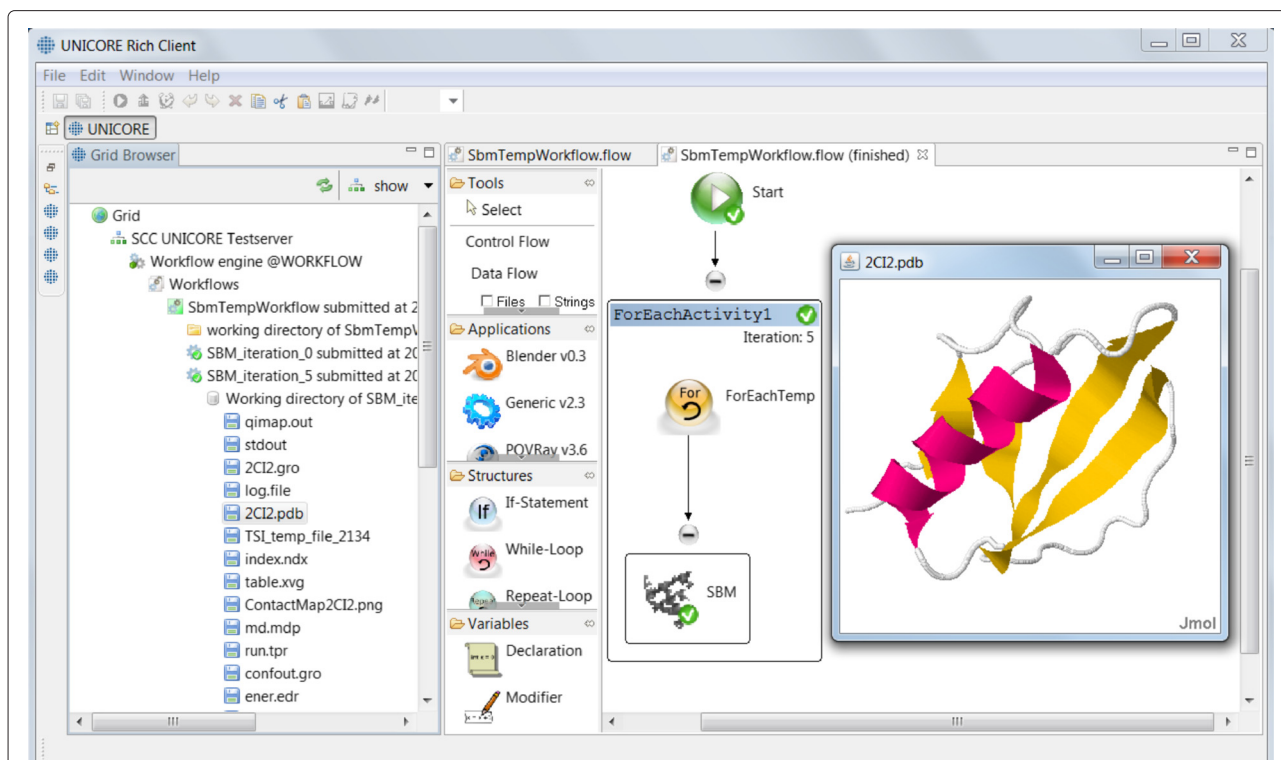 UNICORE Rich Client
File Edit Window Help
UNICORE
Grid Browser
show
Grid
SCC UNICORE Testserver
Workflow engine @WORKFLOW
Workflows
SbmTempWorkflow submitted at 2
working directory of SbmTemp
SBM_iteration_0 submitted at 20
SBM_iteration_5 submitted at 20
Working directory of SBM_ite
qimap.out
stdout
2CI2.gro
log.file
2CI2.pdb
TSI_temp_file_2134
index.ndx
table.xvg
ContactMap2CI2.png
md.mdp
run.tpr
confout.gro
ener.edr
SbmTempWorkflow.flow
SbmTempWorkflow.flow (finished)
Tools
Select
Control Flow
Data Flow
Files Strings
Applications
Blender v0.3
Generic v2.3
POVRay v3.6
Structures
If
If-Statement
While
While-Loop
Repeat
Repeat-Loop
Variables
Declaration
Modifier
Start
ForEachActivity1
Iteration: 5
For
ForEachTemp
SBM
2CI2.pdb
Jmol